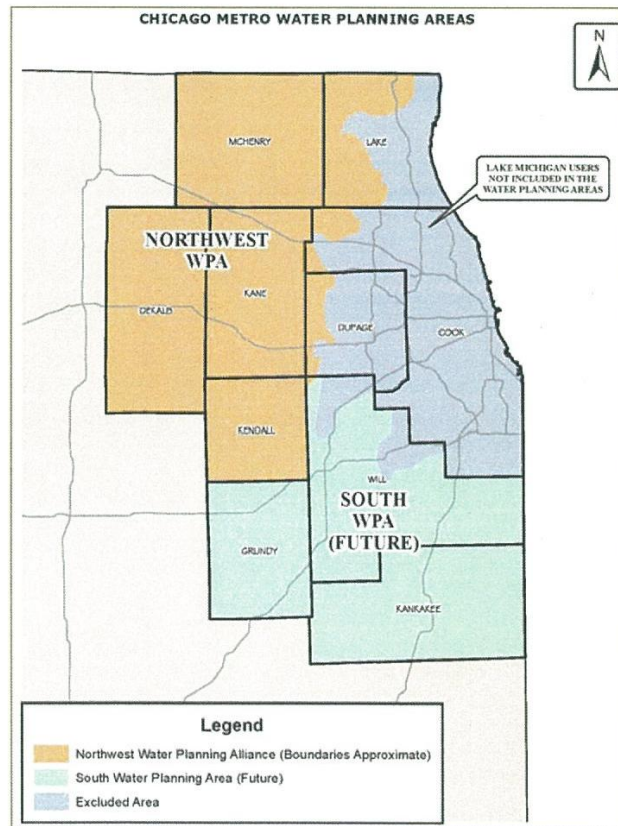 CHICAGO METRO WATER PLANNING AREAS
N
MCHENRY
LAKE
LAKE MICHIGAN USERS
NOT INCLUDED IN THE
WATER PLANNING AREAS
NORTHWEST
WPA
KANE
DEKALB
DUPAGE
COOK
KENDALL
WILL
SOUTH
WPA
(FUTURE)
GRUNDY
KANKAKEE
Legend
Northwest Water Planning Alliance (Boundaries Approximate)
South Water Planning Area (Future)
Excluded Area